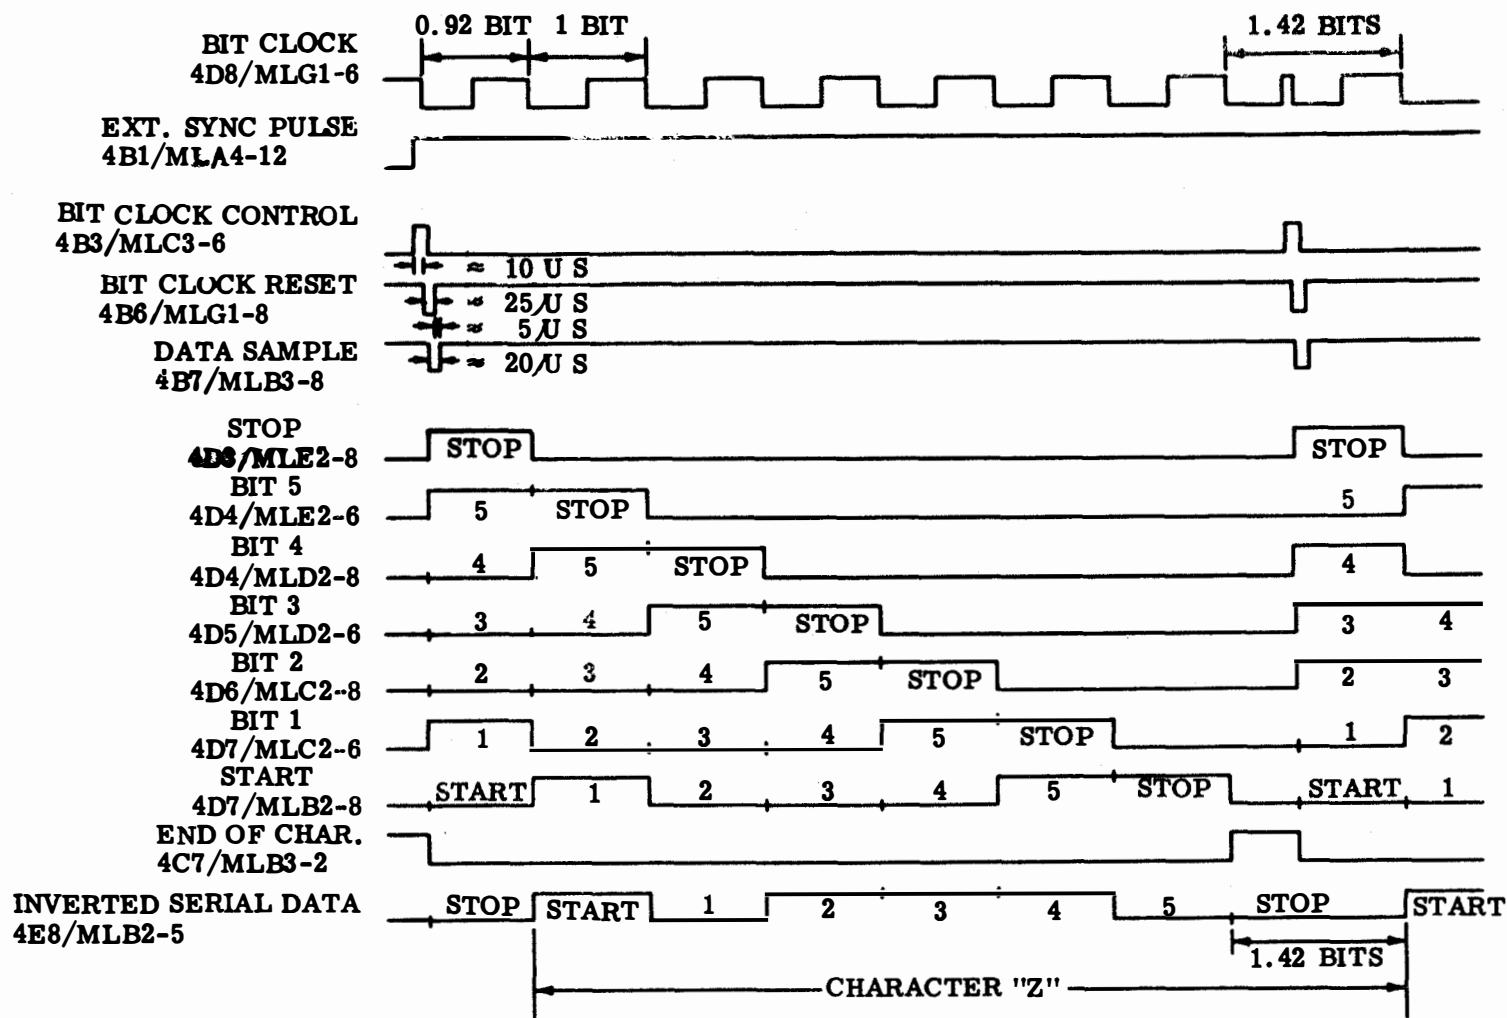 0.92 BIT 1 BIT 1.42 BITS
BIT CLOCK
4D8/MLG1-6
EXT. SYNC PULSE
4B1/MLA4-12
BIT CLOCK CONTROL
4B3/MLC3-6
≈ 10 U S
BIT CLOCK RESET
4B6/MLG1-8
≈ 25/U S
≈ 5/U S
DATA SAMPLE
4B7/MLB3-8
≈ 20/U S
STOP
4D3/MLE2-8
STOP STOP
BIT 5
4D4/MLE2-6
5 STOP 5
BIT 4
4D4/MLD2-8
4 5 STOP 4
BIT 3
4D5/MLD2-6
3 4 5 STOP 3 4
BIT 2
4D6/MLC2-8
2 3 4 5 STOP 2 3
BIT 1
4D7/MLC2-6
1 2 3 4 5 STOP 1 2
START
4D7/MLB2-8
START 1 2 3 4 5 STOP START 1
END OF CHAR.
4C7/MLB3-2
INVERTED SERIAL DATA
4E8/MLB2-5
STOP START 1 2 3 4 5 STOP START
1.42 BITS
CHARACTER "Z"